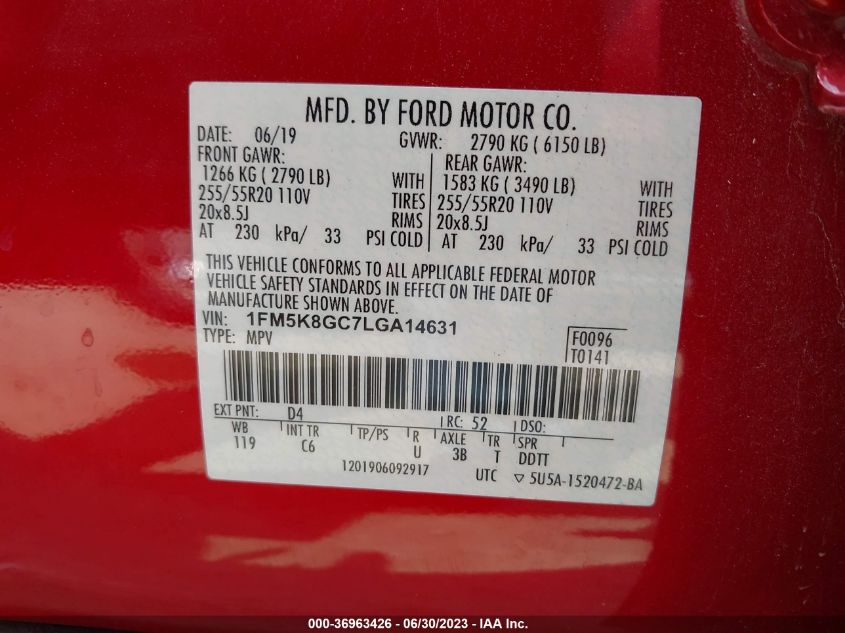 MFD. BY FORD MOTOR CO.
DATE: 06/19 GVWR: 2790 KG ( 6150 LB)
FRONT GAWR: REAR GAWR:
1266 KG ( 2790 LB) WITH 1583 KG ( 3490 LB) WITH
255/55R20 110V TIRES 255/55R20 110V TIRES
20x8.5J RIMS 20x8.5J RIMS
AT 230 kPa/ 33 PSI COLD AT 230 kPa/ 33 PSI COLD
THIS VEHICLE CONFORMS TO ALL APPLICABLE FEDERAL MOTOR
VEHICLE SAFETY STANDARDS IN EFFECT ON THE DATE OF
MANUFACTURE SHOWN ABOVE.
VIN: 1FM5K8GC7LGA14631 F0096
TYPE: MPV T0141
EXT PNT: D4 RC: 52 DSO:
WB INT TR TP/PS R AXLE TR SPR
119 C6 U 3B T DDTT
1201906092917 UTC ▽ 5U5A-1520472-BA
000-36963426 - 06/30/2023 - IAA Inc.